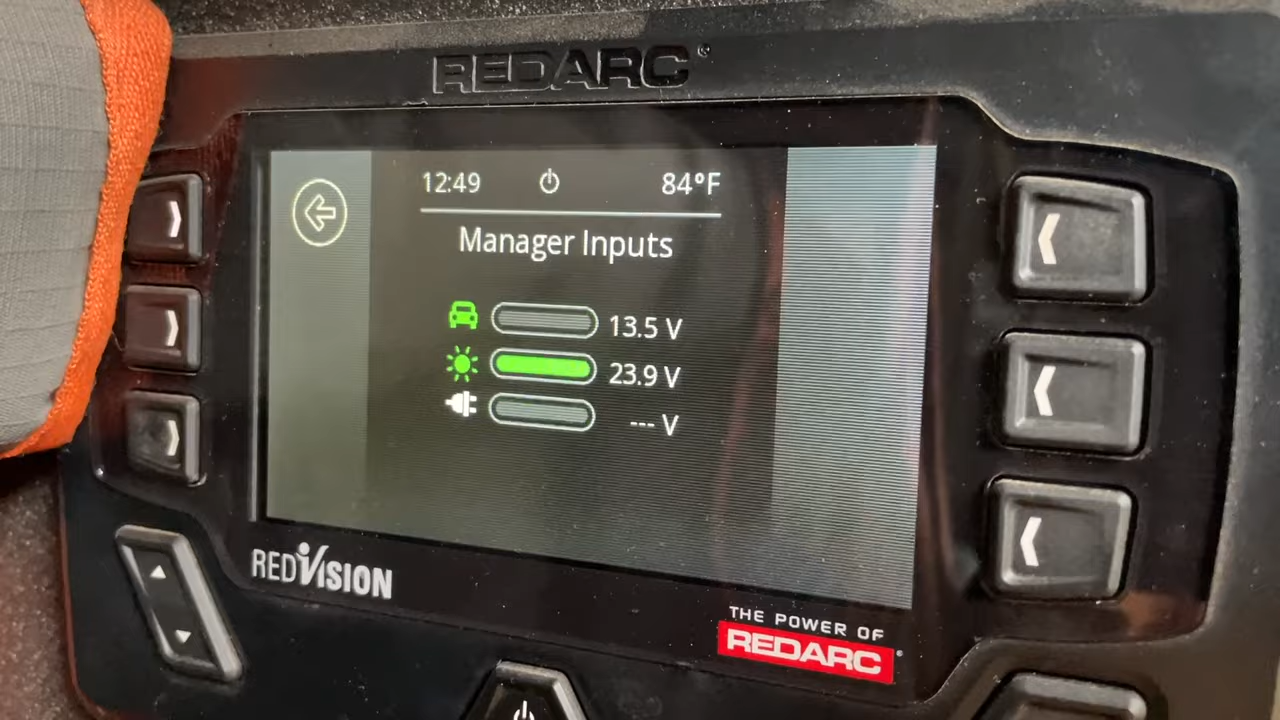 REDARC
12:49 84°F
Manager Inputs
13.5 V
23.9 V
--- V
REDVISION
THE POWER OF
REDARC